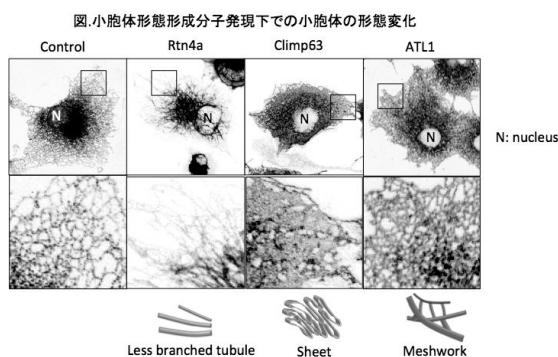 図.小胞体形態形成分子発現下での小胞体の形態変化
Control Rtn4a Climp63 ATL1
N N N N
N: nucleus
Less branched tubule Sheet Meshwork